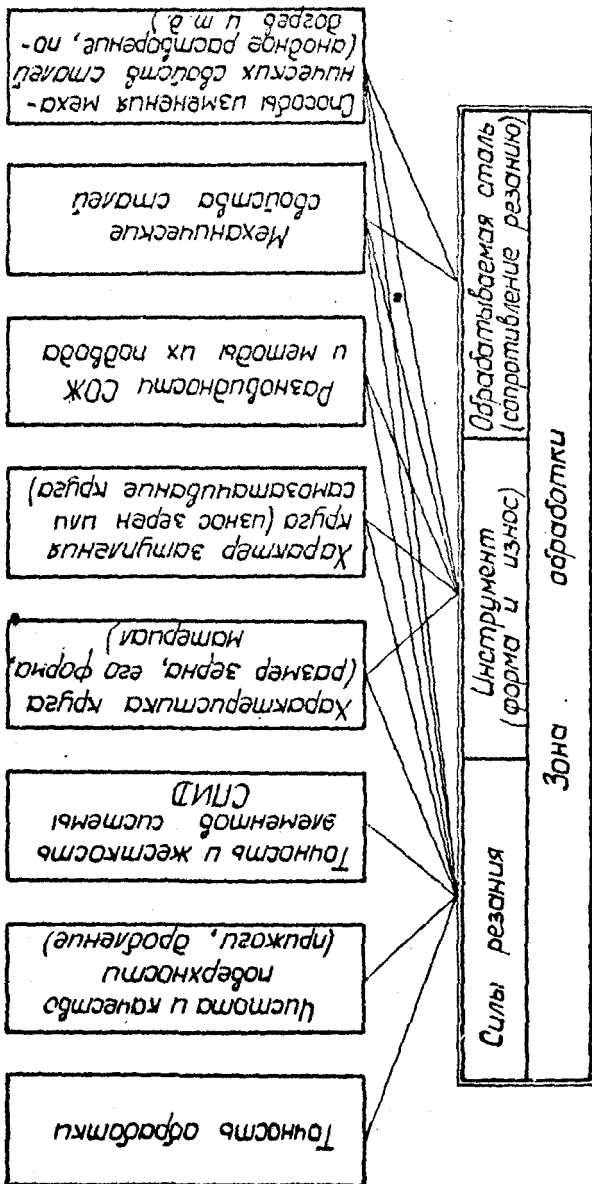 Способы изменения меха-
нических свойств сталей
(анодное растворение, по-
догрев и т.д.)
Механические
свойства сталей
Разновидности СОЖ
и методы их подвода
Характер затупления
круга (износ зерен или
самозатачивание круга)
Характеристика круга
(размер зерна, его форма,
материал)
Точность и жесткость
элементов системы
СПИД
Чистота и качество
поверхности
(прижоги, дробление)
Точность обработки
Силы резания
Инструмент
(форма и износ)
Обрабатываемая сталь
(сопротивление резанию)
Зона обработки